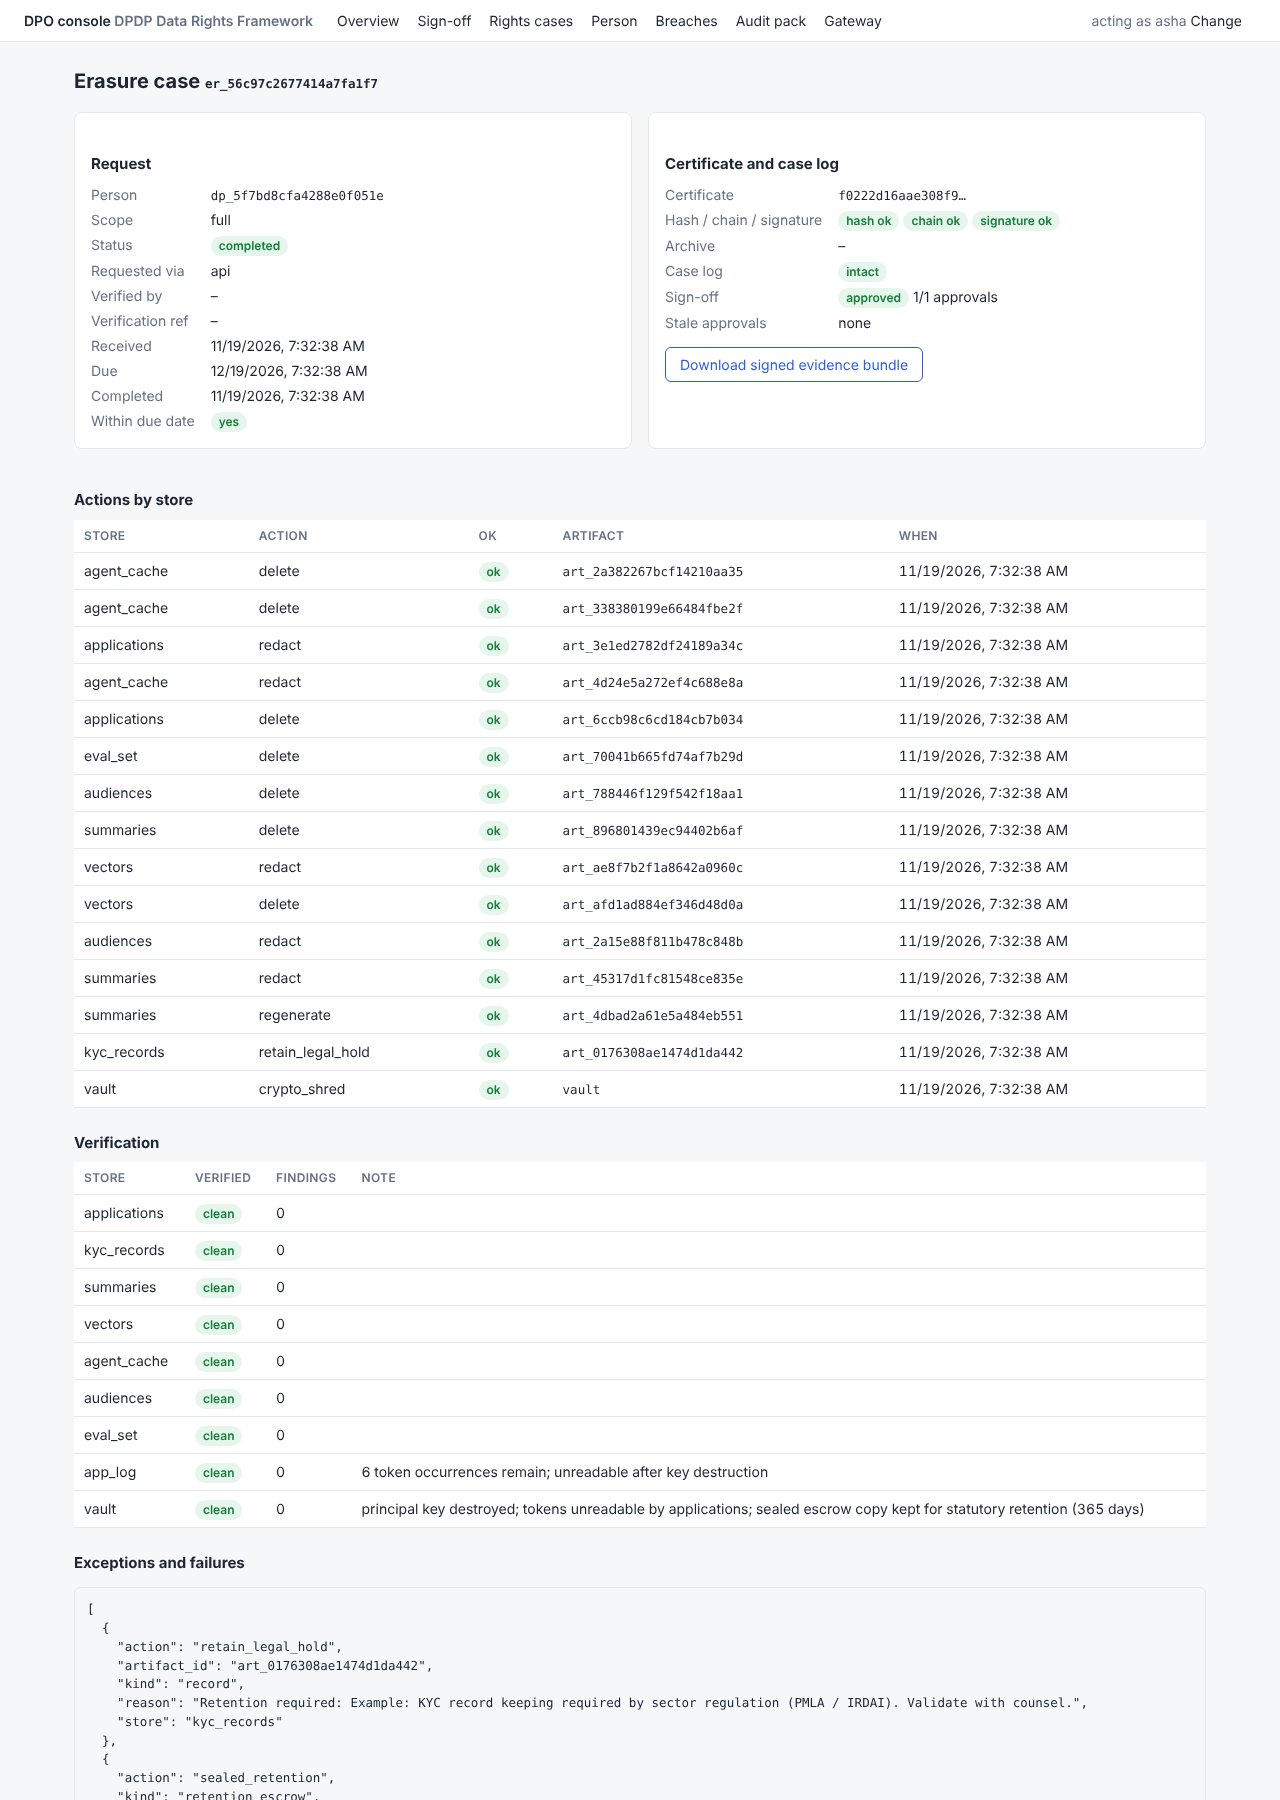 DPO console DPDP Data Rights Framework Overview Sign-off Rights cases Person Breaches Audit pack Gateway acting as asha Change
Erasure case er_56c97c2677414a7fa1f7
Request
Person dp_5f7bd8cfa4288e0f051e
Scope full
Status completed
Requested via api
Verified by –
Verification ref –
Received 11/19/2026, 7:32:38 AM
Due 12/19/2026, 7:32:38 AM
Completed 11/19/2026, 7:32:38 AM
Within due date yes
Certificate and case log
Certificate f0222d16aae308f9…
Hash / chain / signature hash ok chain ok signature ok
Archive –
Case log intact
Sign-off approved 1/1 approvals
Stale approvals none
Download signed evidence bundle
Actions by store
STORE ACTION OK ARTIFACT WHEN
agent_cache delete ok art_2a382267bcf14210aa35 11/19/2026, 7:32:38 AM
agent_cache delete ok art_338380199e66484fbe2f 11/19/2026, 7:32:38 AM
applications redact ok art_3e1ed2782df24189a34c 11/19/2026, 7:32:38 AM
agent_cache redact ok art_4d24e5a272ef4c688e8a 11/19/2026, 7:32:38 AM
applications delete ok art_6ccb98c6cd184cb7b034 11/19/2026, 7:32:38 AM
eval_set delete ok art_70041b665fd74af7b29d 11/19/2026, 7:32:38 AM
audiences delete ok art_788446f129f542f18aa1 11/19/2026, 7:32:38 AM
summaries delete ok art_896801439ec94402b6af 11/19/2026, 7:32:38 AM
vectors redact ok art_ae8f7b2f1a8642a0960c 11/19/2026, 7:32:38 AM
vectors delete ok art_afd1ad884ef346d48d0a 11/19/2026, 7:32:38 AM
audiences redact ok art_2a15e88f811b478c848b 11/19/2026, 7:32:38 AM
summaries redact ok art_45317d1fc81548ce835e 11/19/2026, 7:32:38 AM
summaries regenerate ok art_4dbad2a61e5a484eb551 11/19/2026, 7:32:38 AM
kyc_records retain_legal_hold ok art_0176308ae1474d1da442 11/19/2026, 7:32:38 AM
vault crypto_shred ok vault 11/19/2026, 7:32:38 AM
Verification
STORE VERIFIED FINDINGS NOTE
applications clean 0
kyc_records clean 0
summaries clean 0
vectors clean 0
agent_cache clean 0
audiences clean 0
eval_set clean 0
app_log clean 0 6 token occurrences remain; unreadable after key destruction
vault clean 0 principal key destroyed; tokens unreadable by applications; sealed escrow copy kept for statutory retention (365 days)
Exceptions and failures
[
{
"action": "retain_legal_hold",
"artifact_id": "art_0176308ae1474d1da442",
"kind": "record",
"reason": "Retention required: Example: KYC record keeping required by sector regulation (PMLA / IRDAI). Validate with counsel.",
"store": "kyc_records"
},
{
"action": "sealed_retention",
"kind": "retention_escrow",